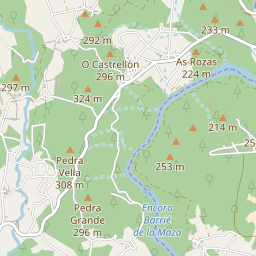 233 m
292 m
O Castrellón
296 m
As Rozas
224 m
297 m
324 m
214 m
25
253 m
Pedra
Vella
308 m
Pedra
Grande
296 m
Encoro
Barrié
de la Maza